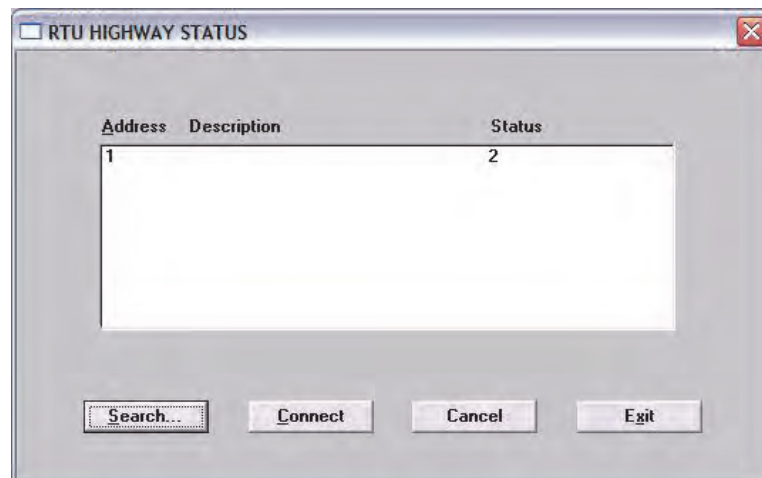 RTU HIGHWAY STATUS
Address Description Status
1 2
Search... Connect Cancel Exit